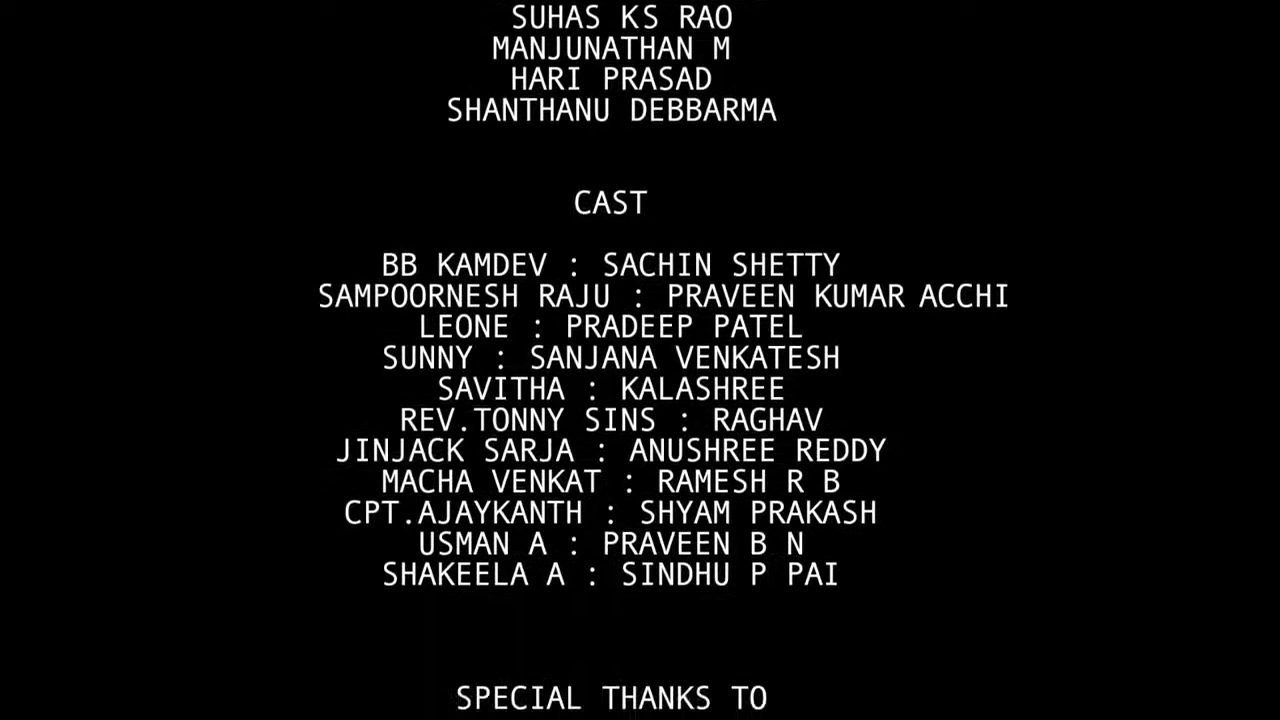 SUHAS KS RAO
MANJUNATHAN M
HARI PRASAD
SHANTHANU DEBBARMA
CAST
BB KAMDEV : SACHIN SHETTY
SAMPOORNESH RAJU : PRAVEEN KUMAR ACCHI
LEONE : PRADEEP PATEL
SUNNY : SANJANA VENKATESH
SAVITHA : KALASHREE
REV.TONNY SINS : RAGHAV
JINJACK SARJA : ANUSHREE REDDY
MACHA VENKAT : RAMESH R B
CPT.AJAYKANTH : SHYAM PRAKASH
USMAN A : PRAVEEN B N
SHAKEELA A : SINDHU P PAI
SPECIAL THANKS TO